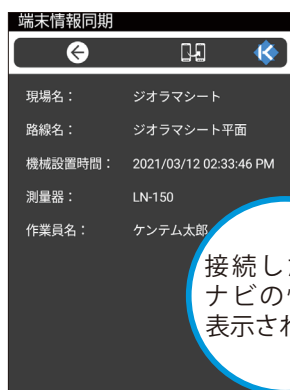 端末情報同期
現場名： ジオラマシート
路線名： ジオラマシート平面
機械設置時間： 2021/03/12 02:33:46 PM
測量器： LN-150
作業員名： ケンテム太郎
接続し
ナビの
表示さ